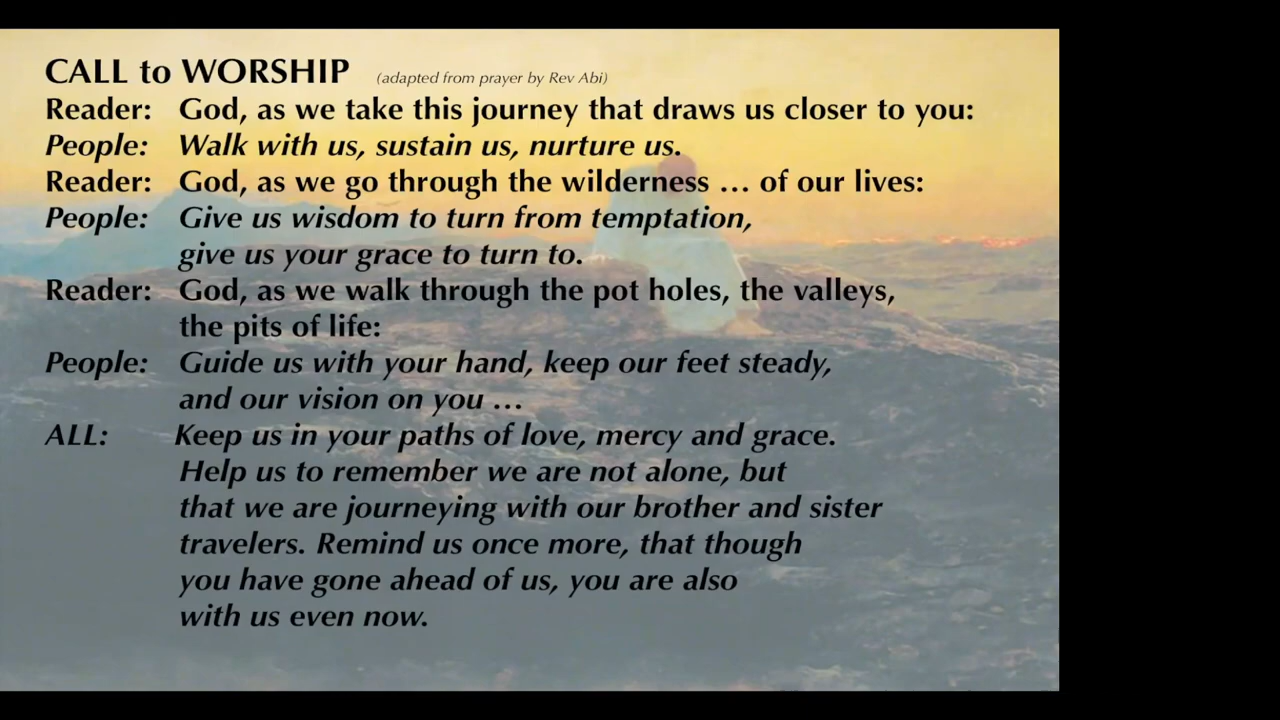 CALL to WORSHIP (adapted from prayer by Rev Abi)
Reader: God, as we take this journey that draws us closer to you:
People: Walk with us, sustain us, nurture us.
Reader: God, as we go through the wilderness … of our lives:
People: Give us wisdom to turn from temptation,
give us your grace to turn to.
Reader: God, as we walk through the pot holes, the valleys,
the pits of life:
People: Guide us with your hand, keep our feet steady,
and our vision on you …
ALL: Keep us in your paths of love, mercy and grace.
Help us to remember we are not alone, but
that we are journeying with our brother and sister
travelers. Remind us once more, that though
you have gone ahead of us, you are also
with us even now.